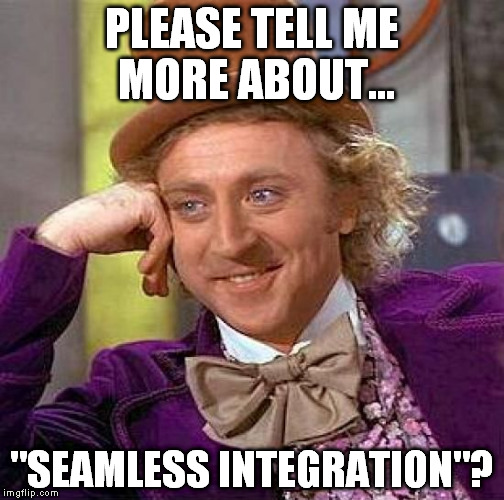 PLEASE TELL ME
MORE ABOUT...
"SEAMLESS INTEGRATION"?
imgflip.com